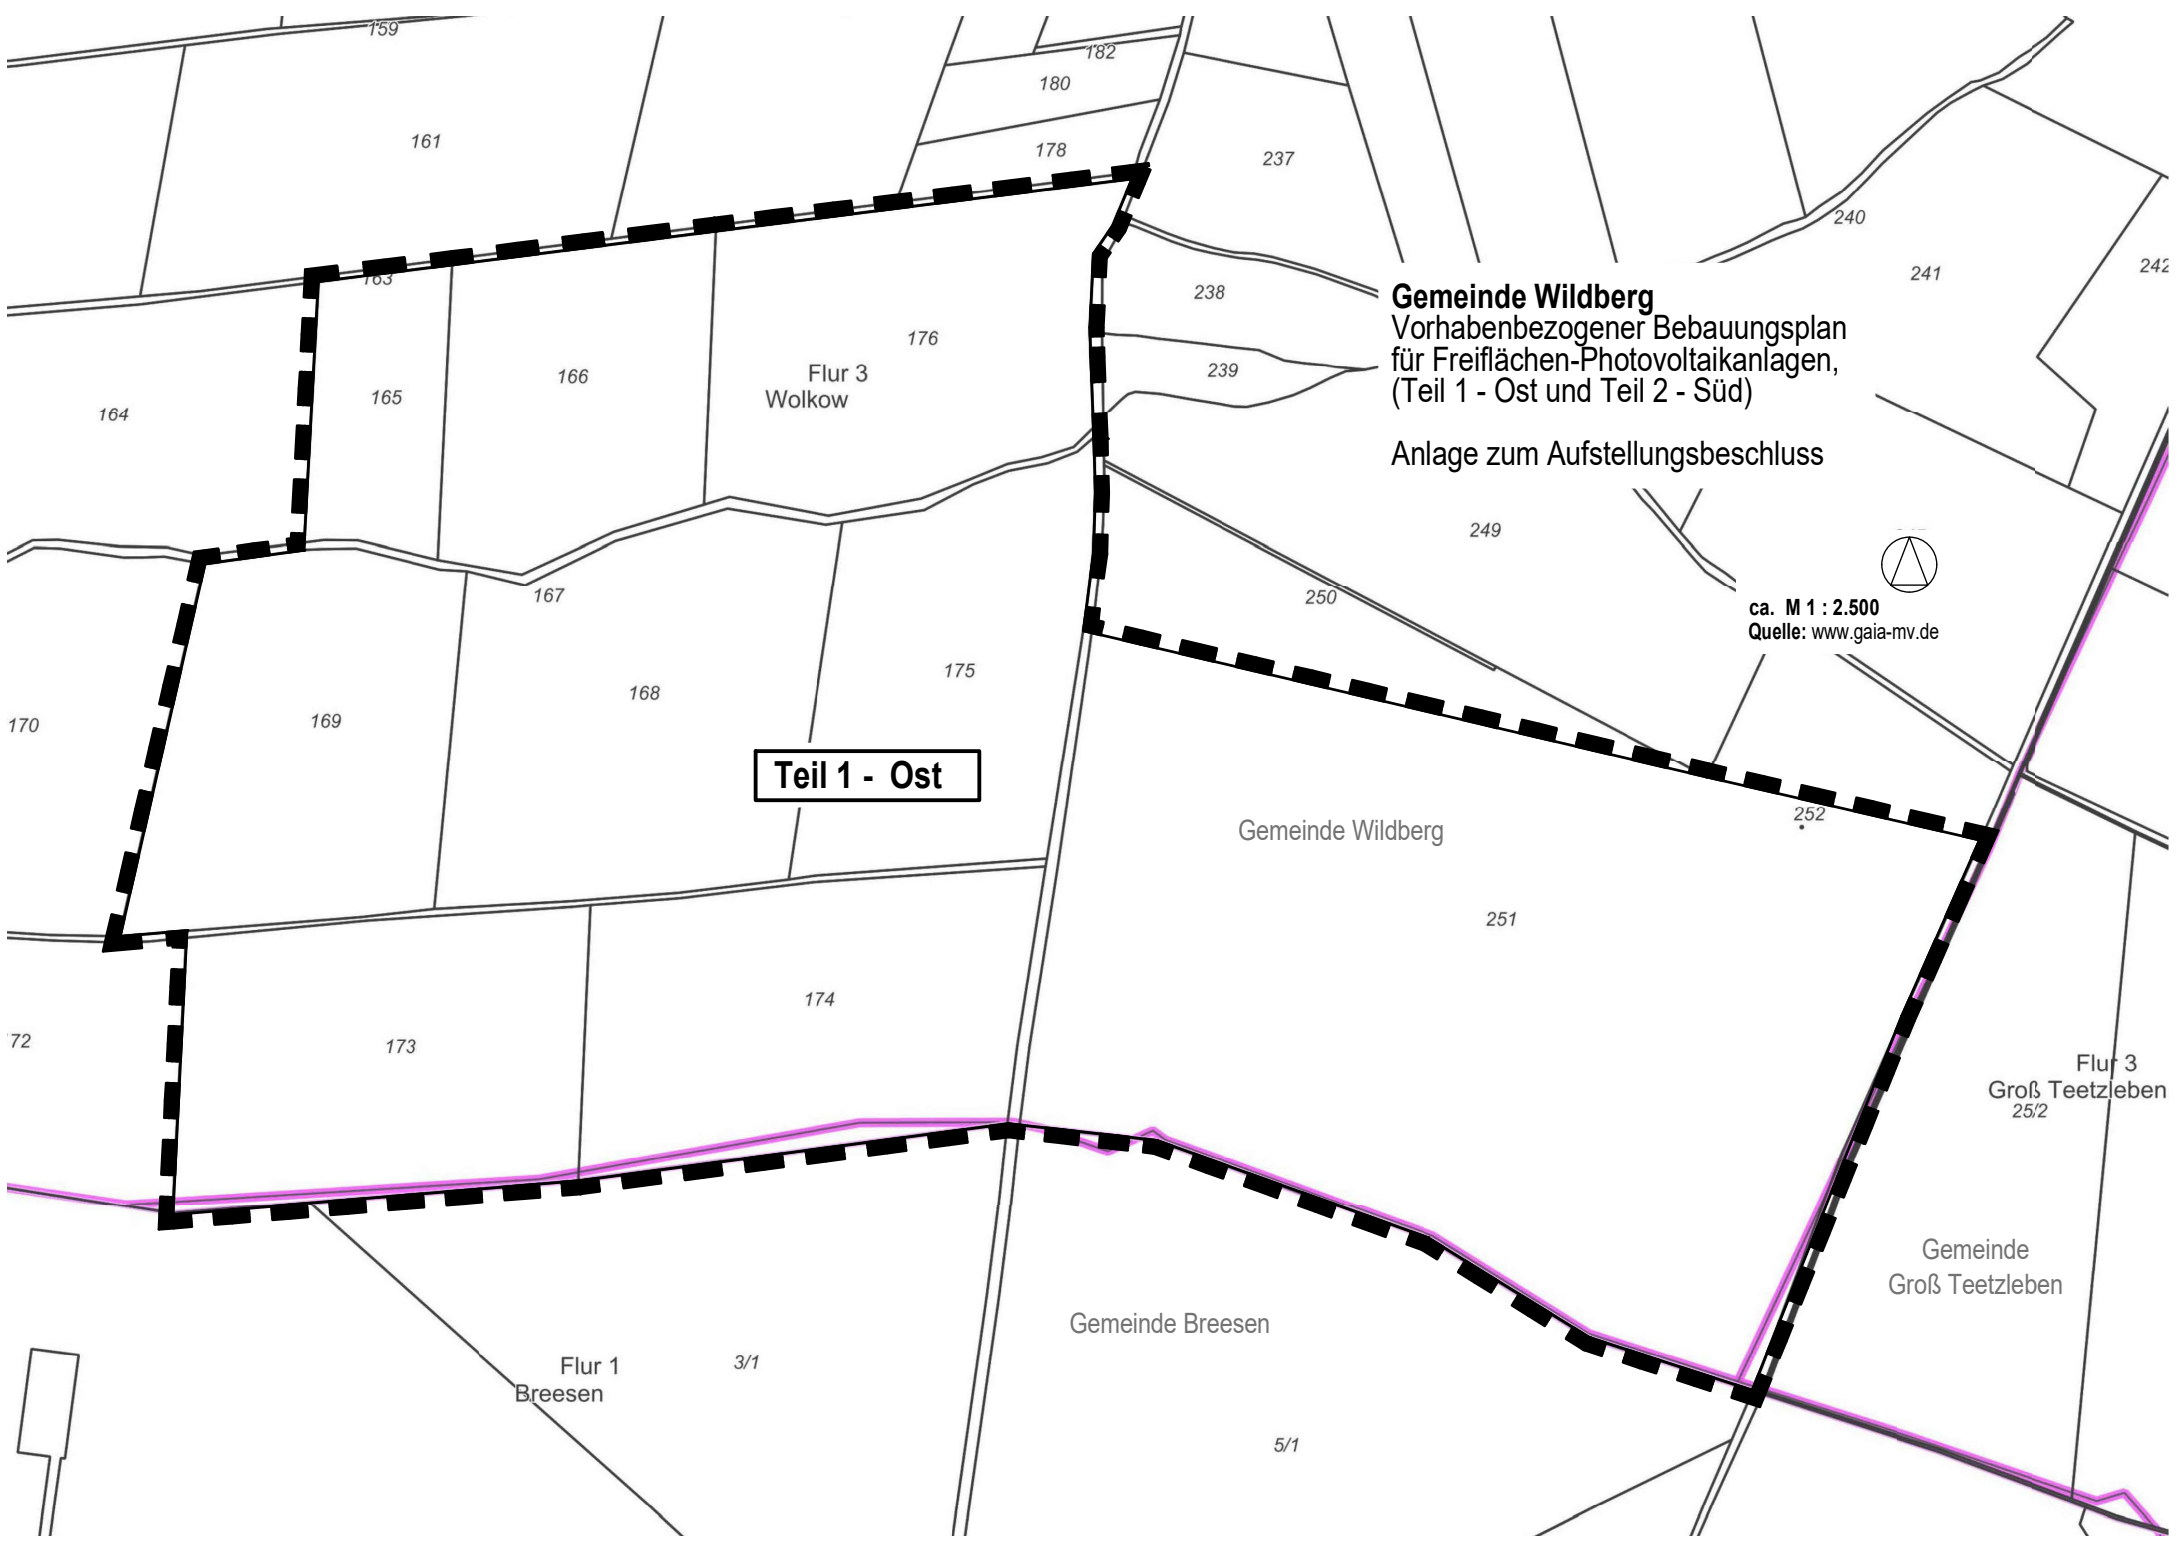 159
182
180
161
178
237
240
241
242
163
238
Gemeinde Wildberg
Vorhabenbezogener Bebauungsplan
für Freiflächen-Photovoltaikanlagen,
(Teil 1 - Ost und Teil 2 - Süd)
Anlage zum Aufstellungsbeschluss
176
Flur 3
Wolkow
166
165
239
164
249
250
ca. M 1 : 2.500
Quelle: www.gaia-mv.de
167
175
168
169
170
Teil 1 - Ost
252
Gemeinde Wildberg
251
174
173
72
Flur 3
Groß Teetzleben
25/2
Gemeinde
Groß Teetzleben
Gemeinde Breesen
Flur 1
Breesen
3/1
5/1